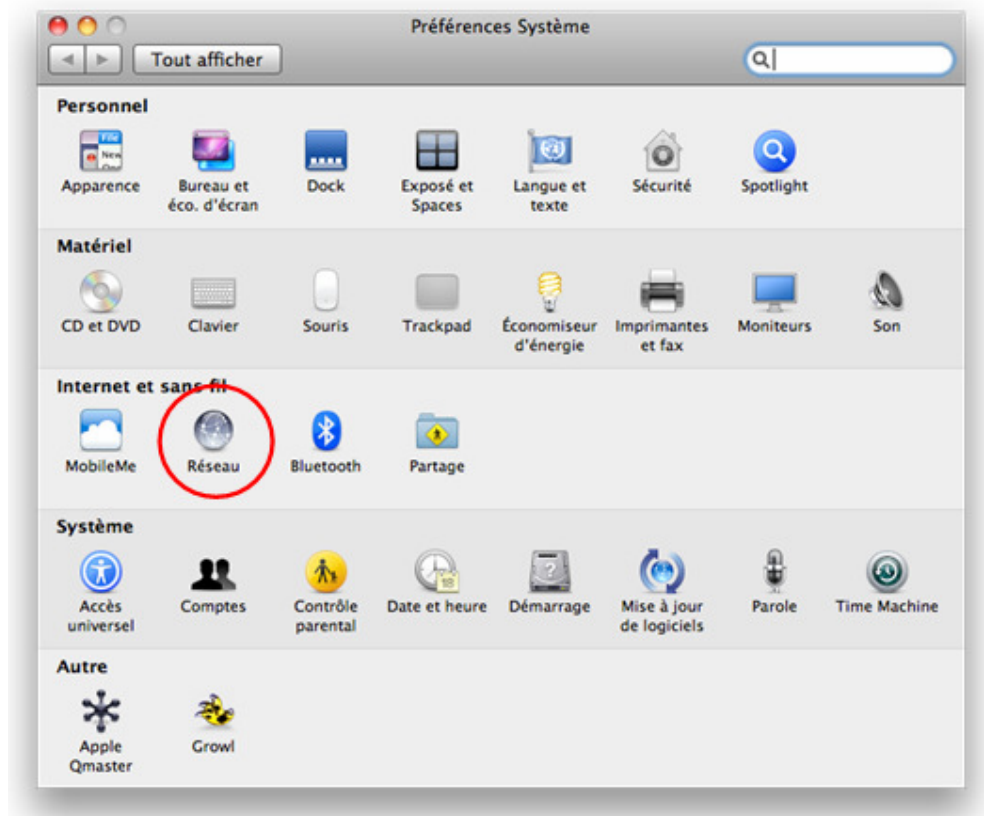 Préférences Système
Tout afficher
Personnel
Apparence
Bureau et
éco. d'écran
Dock
Exposé et
Spaces
Langue et
texte
Sécurité
Spotlight
Matériel
CD et DVD
Clavier
Souris
Trackpad
Économiseur
d'énergie
Imprimantes
et fax
Moniteurs
Son
Internet et sans fil
MobileMe
Réseau
Bluetooth
Partage
Système
Accès
universel
Comptes
Contrôle
parental
Date et heure
Démarrage
Mise à jour
de logiciels
Parole
Time Machine
Autre
Apple
Qmaster
Growl